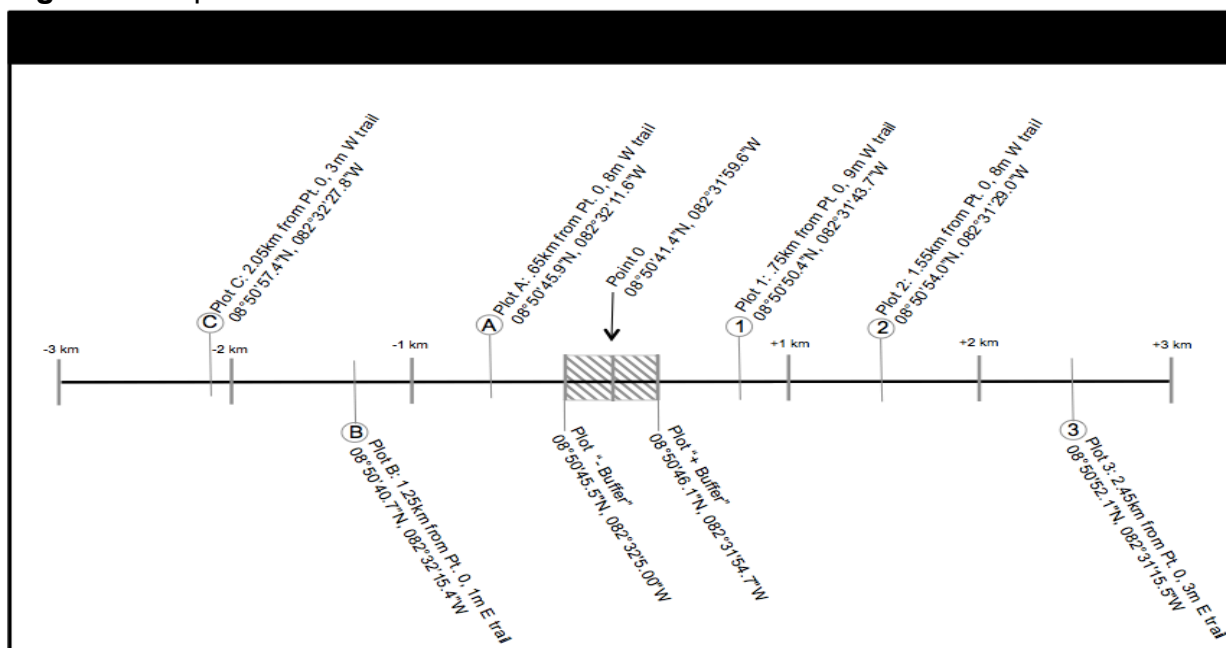 Plot C: 2.05km from Pt. 0, 3m W trail
08°50'57.4"N, 082°32'27.8"W
Plot A: .65km from Pt. 0, 8m W trail
08°50'45.9"N, 082°32'11.6"W
Point 0
08°50'41.4"N, 082°31'59.6"W
Plot 1: .75km from Pt. 0, 9m W trail
08°50'50.4"N, 082°31'43.7"W
Plot 2: 1.55km from Pt. 0, 8m W trail
08°50'54.0"N, 082°31'29.0"W
C
A
1
2
-3 km
-2 km
-1 km
+1 km
+2 km
+3 km
B
3
Plot B: 1.25km from Pt. 0, 1m E trail
08°50'40.7"N, 082°32'15.4"W
Plot "- Buffer"
08°50'45.5"N, 082°32'5.00"W
Plot "+ Buffer"
08°50'46.1"N, 082°31'54.7"W
Plot 3: 2.45km from Pt. 0, 3m E trail
08°50'52.1"N, 082°31'15.5"W